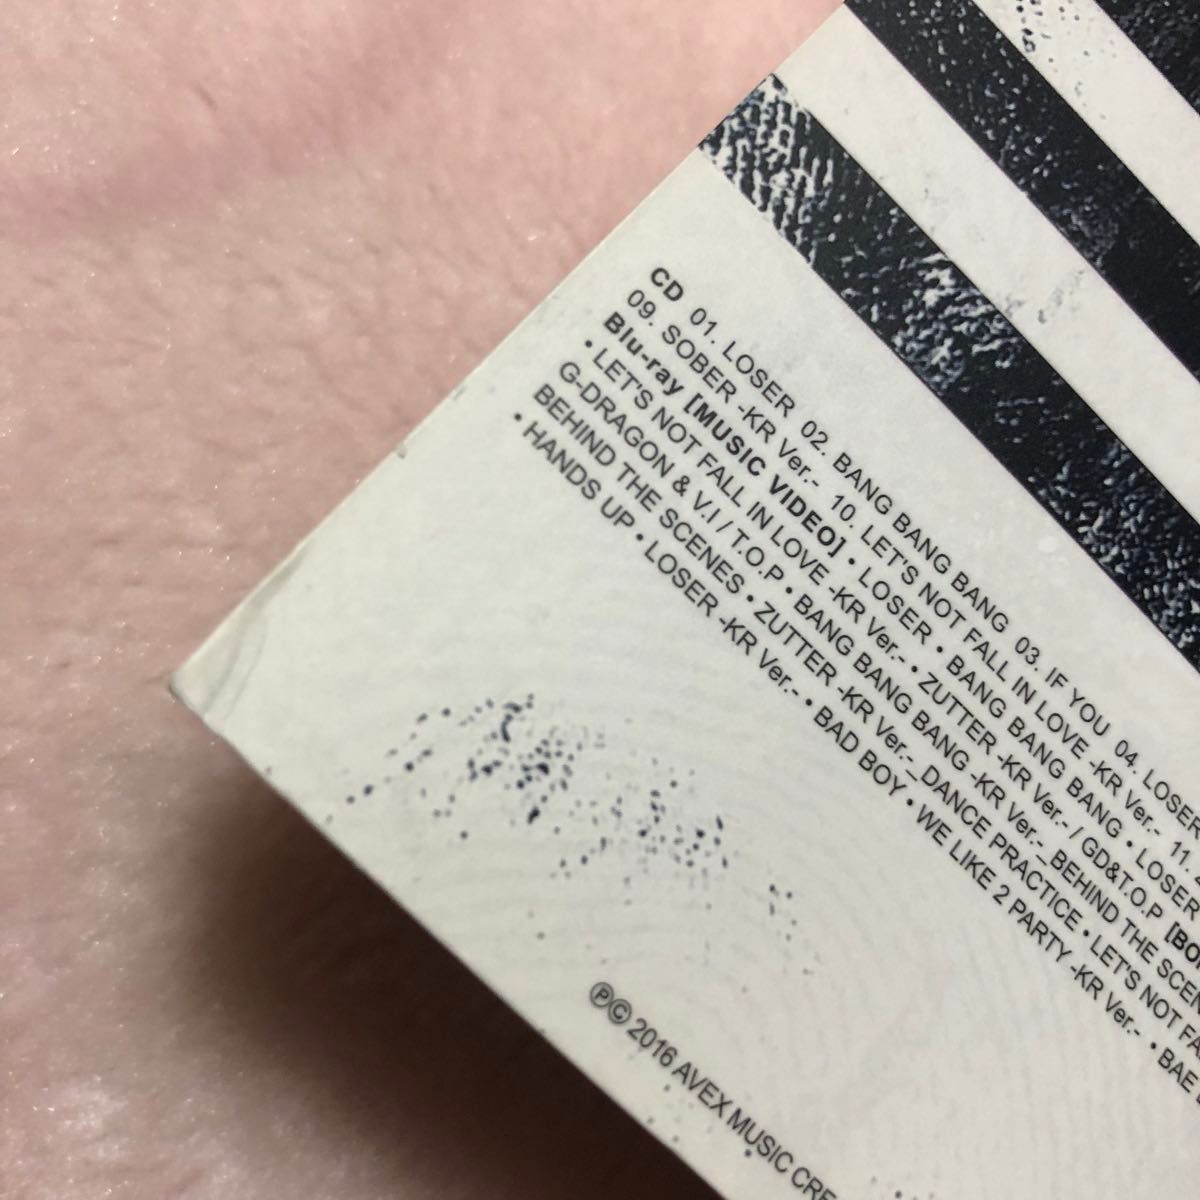 CD 01. LOSER 02. BANG BANG BANG 03. IF YOU 04. LOSER
09. SOBER -KR Ver.- 10. LET'S NOT FALL IN LOVE -KR Ver.- 11.
Blu-ray [MUSIC VIDEO] • LOSER • BANG BANG BANG • LOSER
• LET'S NOT FALL IN LOVE -KR Ver.- • ZUTTER -KR Ver.- / GD&T.O.P
G-DRAGON & V.I / T.O.P • BANG BANG BANG -KR Ver.-_BEHIND THE
BEHIND THE SCENES • ZUTTER -KR Ver.-_DANCE PRACTICE • LET'S NOT
• HANDS UP • LOSER -KR Ver.- • BAD BOY • WE LIKE 2 PARTY -KR Ver.- • BAE
Ⓟ© 2016 AVEX MUSIC